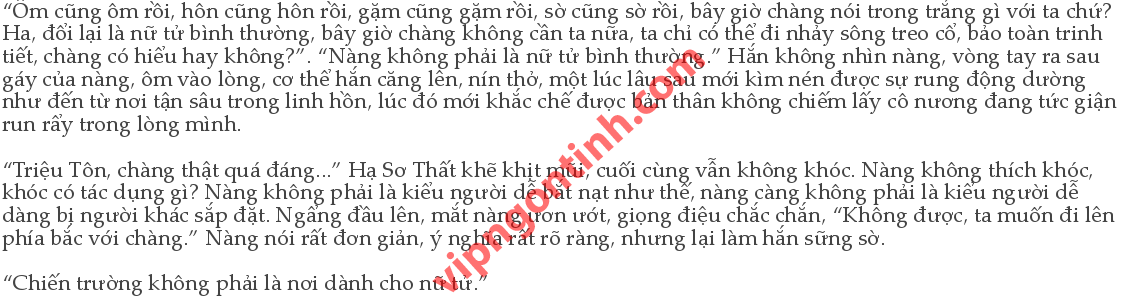 “Ôm cũng ôm rồi, hôn cũng hôn rồi, gặm cũng gặm rồi, sờ cũng sờ rồi, bây giờ chàng nói trong trắng gì với ta chứ?
Ha, đổi lại là nữ tử bình thường, bây giờ chàng không cần ta nữa, ta chỉ có thể đi nhảy sông treo cổ, bảo toàn trinh
tiết, chàng có hiểu hay không?”. “Nàng không phải là nữ tử bình thường.” Hắn không nhìn nàng, vòng tay ra sau
gáy của nàng, ôm vào lòng, cơ thể hắn căng lên, nín thở, một lúc lâu sau mới kìm nén được sự rung động dường
như đến từ nơi tận sâu trong linh hồn, lúc đó mới khắc chế được bản thân không chiếm lấy cô nương đang tức giận
run rẩy trong lòng mình.
“Triệu Tôn, chàng thật quá đáng...” Hạ Sơ Thất khẽ khịt mũi, cuối cùng vẫn không khóc. Nàng không thích khóc,
khóc có tác dụng gì? Nàng không phải là kiểu người dễ bắt nạt như thế, nàng càng không phải là kiểu người dễ
dàng bị người khác sắp đặt. Ngẩng đầu lên, mắt nàng ươn ướt, giọng điệu chắc chắn, “Không được, ta muốn đi lên
phía bắc với chàng.” Nàng nói rất đơn giản, ý nghĩa rất rõ ràng, nhưng lại làm hắn sững sờ.
“Chiến trường không phải là nơi dành cho nữ tử.”
vipngontinh.com